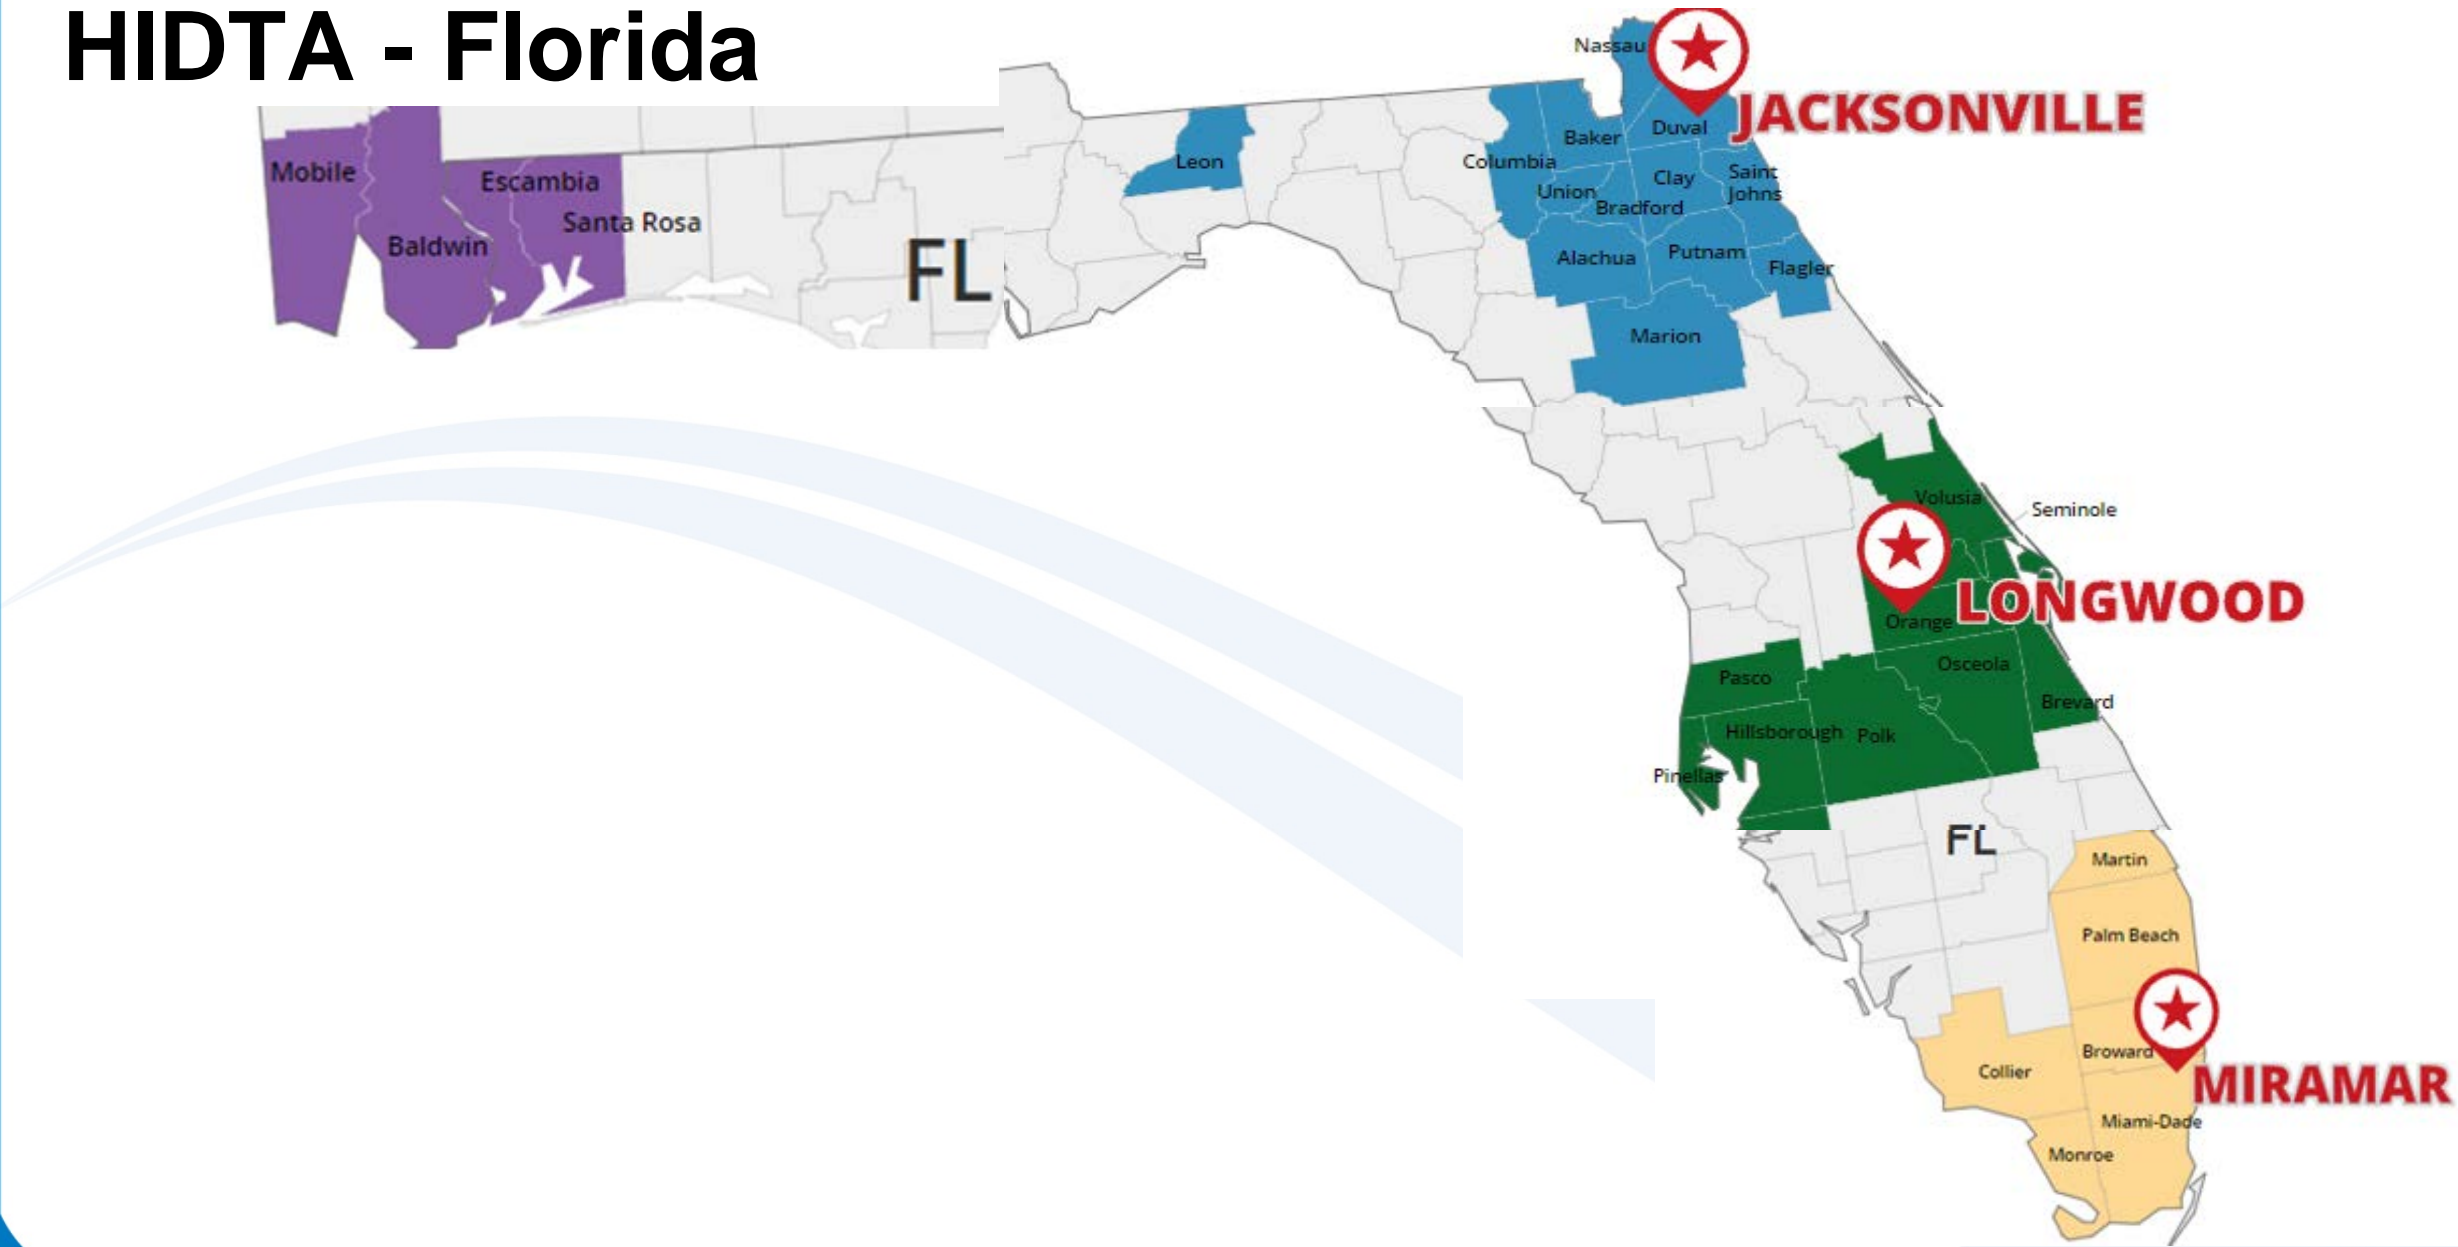 HIDTA - Florida
Mobile
Baldwin
Escambia
Santa Rosa
FL
Leon
Nassau
JACKSONVILLE
Duval
Baker
Columbia
Union
Clay
Saint
Johns
Bradford
Alachua
Putnam
Flagler
Marion
Volusia
Seminole
LONGWOOD
Orange
Osceola
Pasco
Brevard
Hillsborough
Polk
Pinellas
FL
Martin
Palm Beach
Broward
Collier
MIRAMAR
Miami-Dade
Monroe